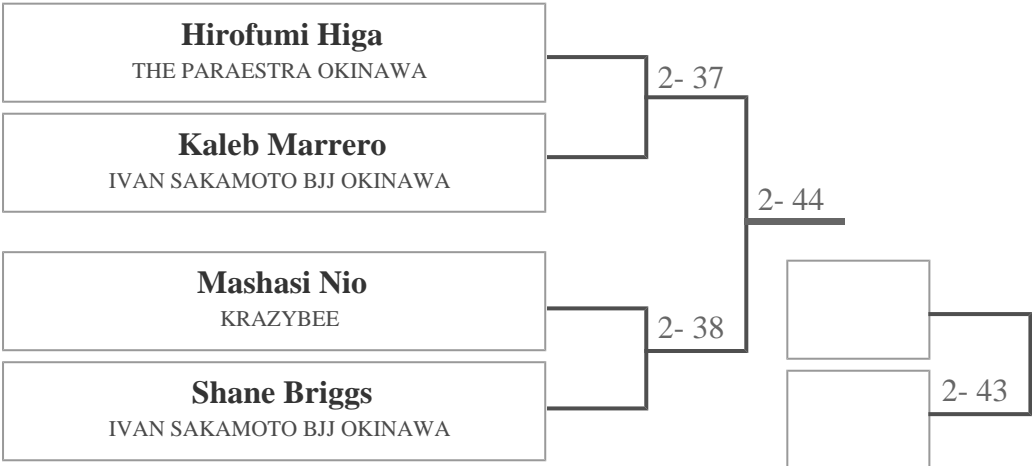 Hirofumi Higa
THE PARAESTRA OKINAWA
2- 37
Kaleb Marrero
IVAN SAKAMOTO BJJ OKINAWA
2- 44
Mashasi Nio
KRAZYBEE
2- 38
Shane Briggs
IVAN SAKAMOTO BJJ OKINAWA
2- 43